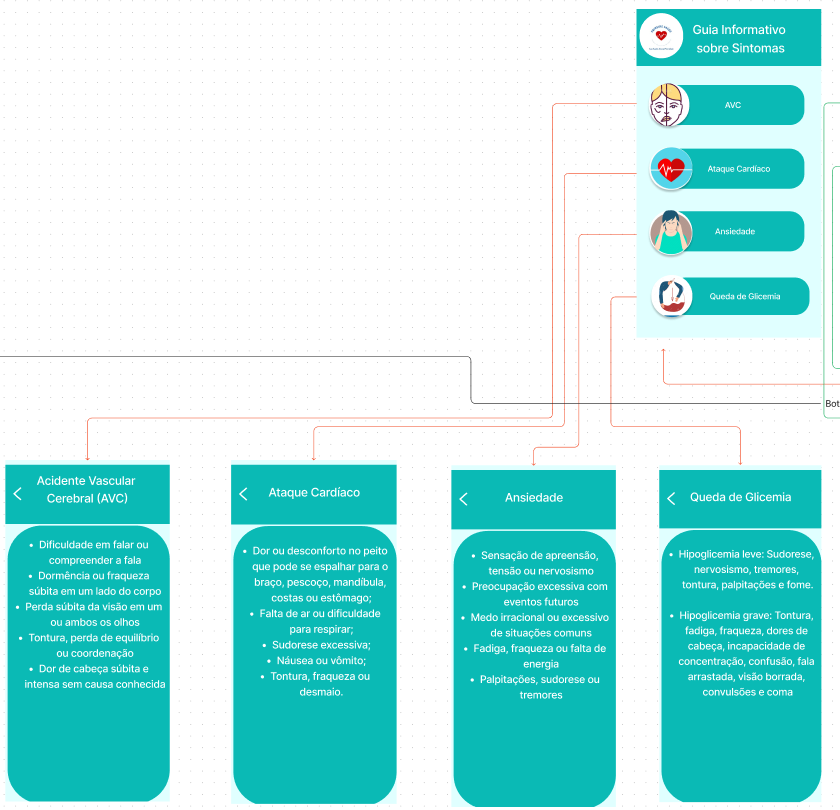 Guia Informativo
sobre Sintomas
AVC
Ataque Cardíaco
Ansiedade
Queda de Glicemia
Bot
Acidente Vascular
Cerebral (AVC)
• Dificuldade em falar ou
compreender a fala
• Dormência ou fraqueza
súbita em um lado do corpo
• Perda súbita da visão em um
ou ambos os olhos
• Tontura, perda de equilíbrio
ou coordenação
• Dor de cabeça súbita e
intensa sem causa conhecida
Ataque Cardíaco
• Dor ou desconforto no peito
que pode se espalhar para o
braço, pescoço, mandíbula,
costas ou estômago;
• Falta de ar ou dificuldade
para respirar;
• Sudorese excessiva;
• Náusea ou vômito;
• Tontura, fraqueza ou
desmaio.
Ansiedade
• Sensação de apreensão,
tensão ou nervosismo
• Preocupação excessiva com
eventos futuros
• Medo irracional ou excessivo
de situações comuns
• Fadiga, fraqueza ou falta de
energia
• Palpitações, sudorese ou
tremores
Queda de Glicemia
• Hipoglicemia leve: Sudorese,
nervosismo, tremores,
tontura, palpitações e fome.
• Hipoglicemia grave: Tontura,
fadiga, fraqueza, dores de
cabeça, incapacidade de
concentração, confusão, fala
arrastada, visão borrada,
convulsões e coma